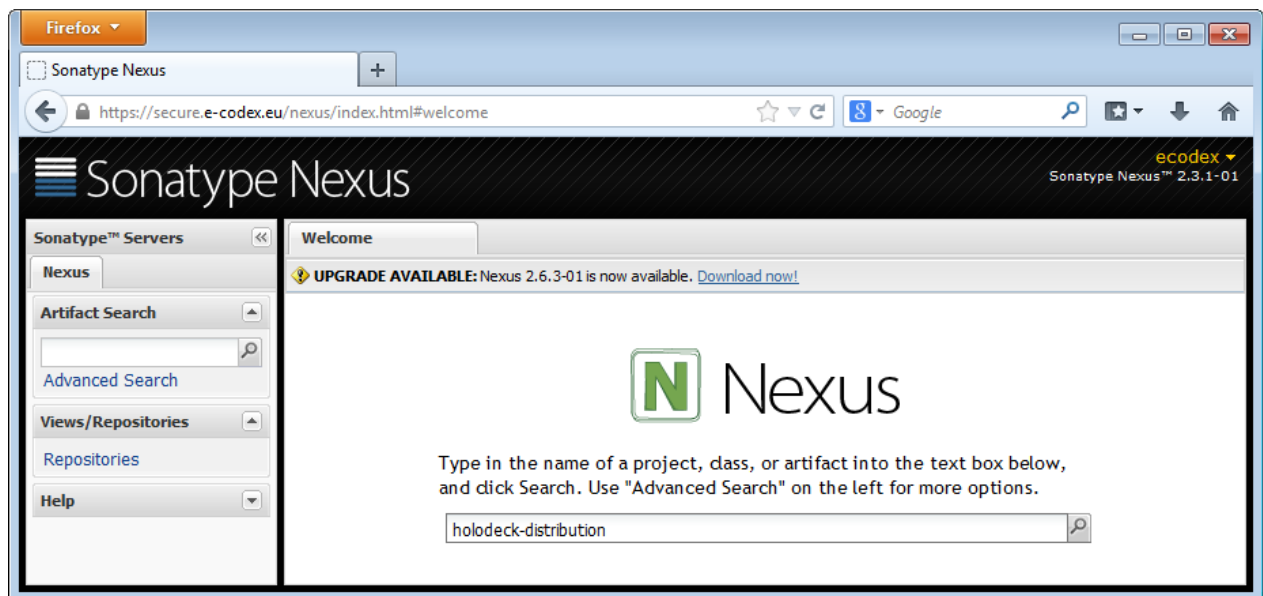 Firefox
Sonatype Nexus
https://secure.e-codex.eu/nexus/index.html#welcome
8
Google
Sonatype Nexus
ecodex
Sonatype Nexus™ 2.3.1-01
Sonatype™ Servers
Welcome
Nexus
UPGRADE AVAILABLE: Nexus 2.6.3-01 is now available. Download now!
Artifact Search
Advanced Search
N Nexus
Views/Repositories
Repositories
Type in the name of a project, class, or artifact into the text box below,
and click Search. Use "Advanced Search" on the left for more options.
Help
holodeck-distribution